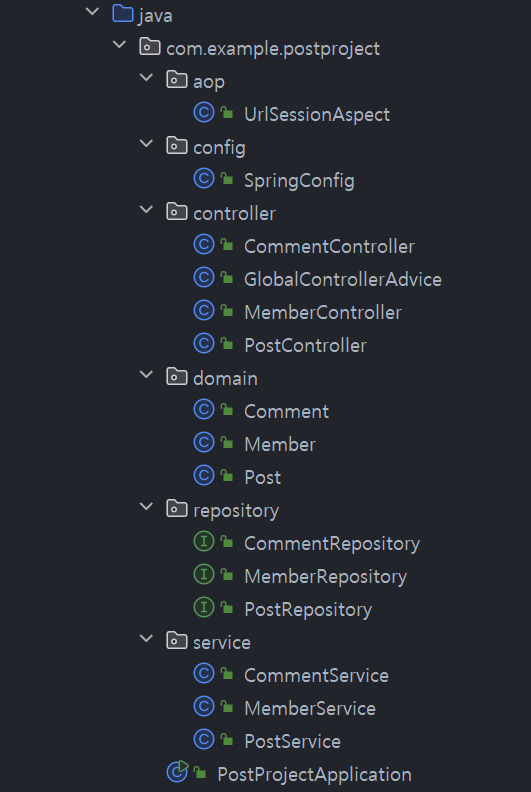 java
com.example.postproject
aop
UrlSessionAspect
config
SpringConfig
controller
CommentController
GlobalControllerAdvice
MemberController
PostController
domain
Comment
Member
Post
repository
CommentRepository
MemberRepository
PostRepository
service
CommentService
MemberService
PostService
PostProjectApplication